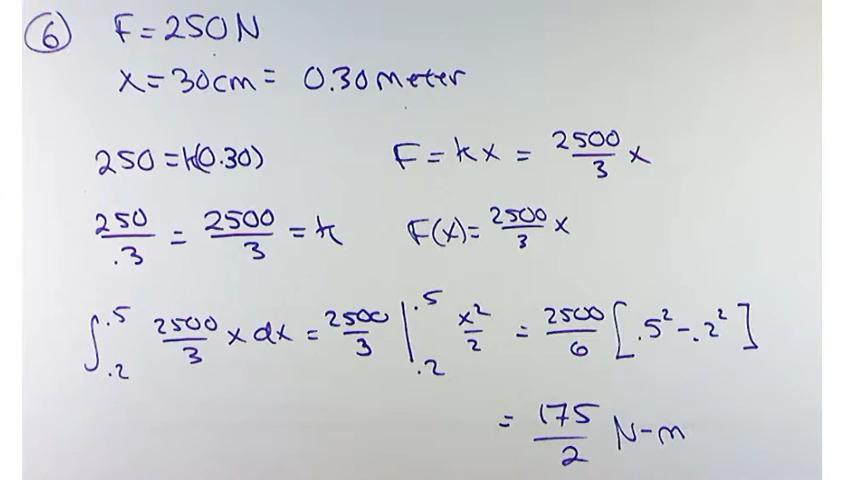 ⑥ F = 250N
x = 30cm = 0.30 meter
250 = k(0.30) F = kx = 2500/3 x
250/.3 = 2500/3 = k F(x) = 2500/3 x
∫.2^.5 2500/3 x dx = 2500/3 |.2^.5 x²/2 = 2500/6 [.5² - .2²]
= 175/2 N-m